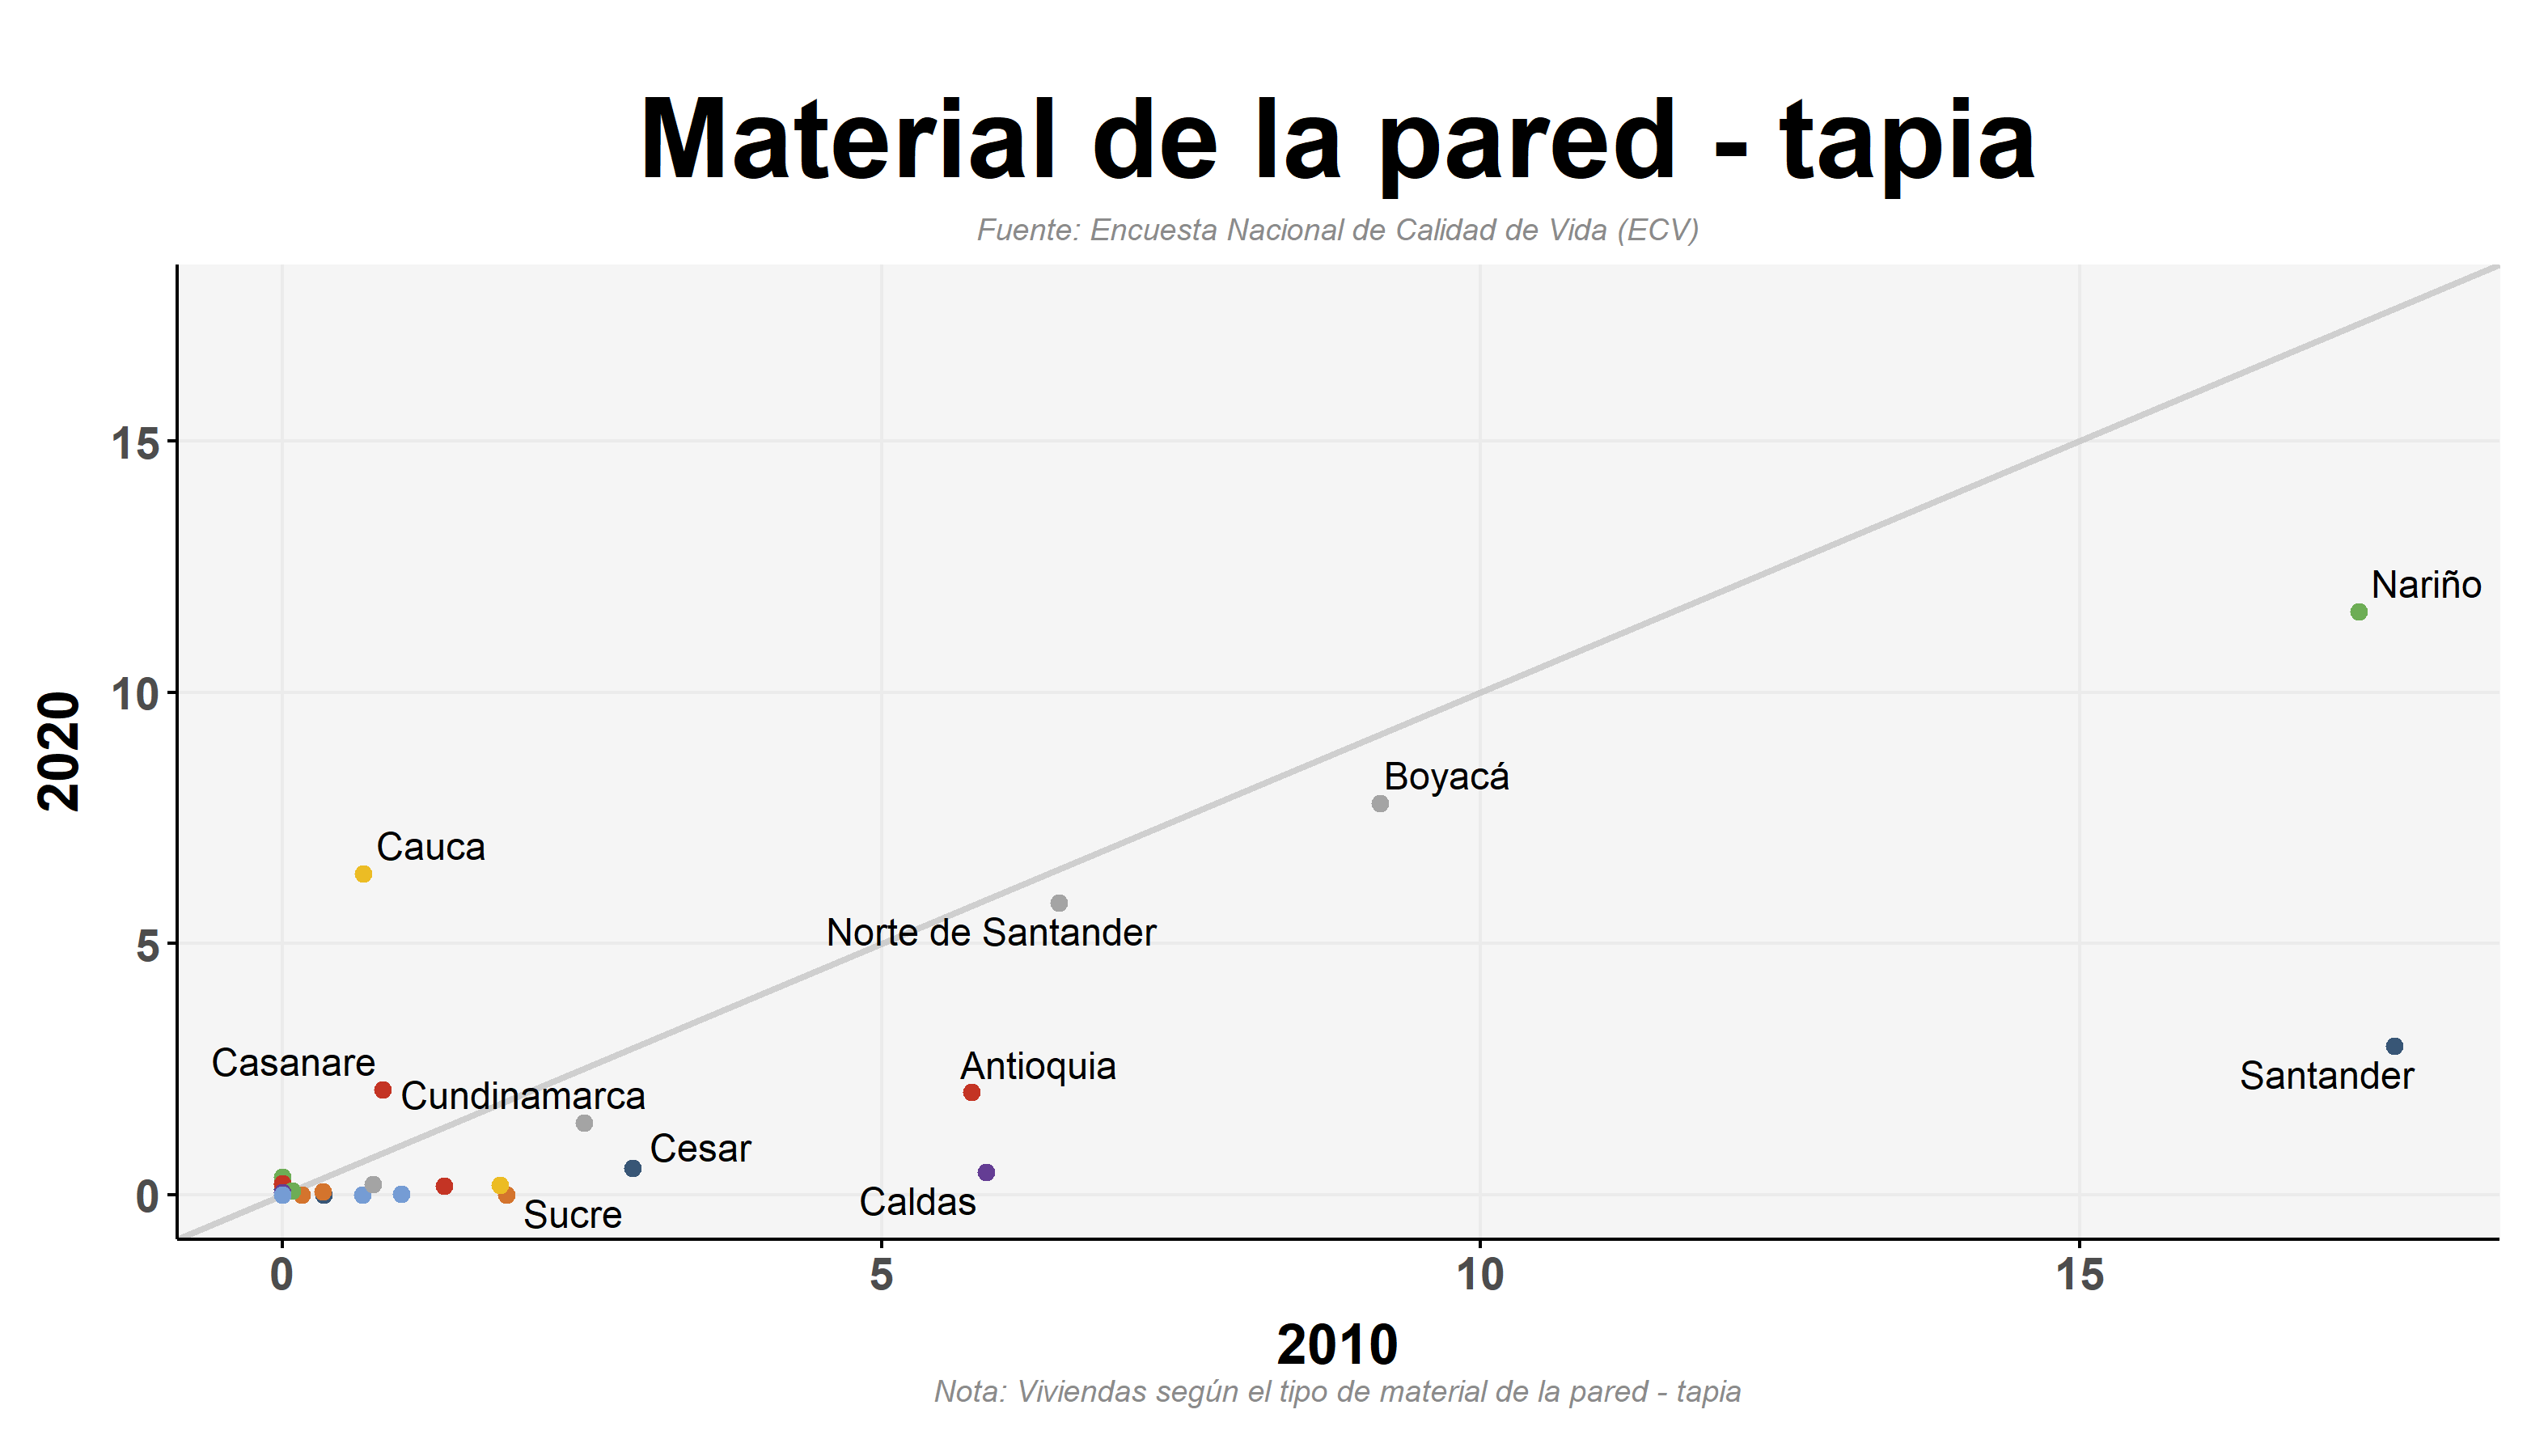 Material de la pared - tapia
Fuente: Encuesta Nacional de Calidad de Vida (ECV)
2020
15
10
5
0
Nariño
Boyacá
Cauca
Norte de Santander
Casanare
Antioquia
Santander
Cundinamarca
Cesar
Caldas
Sucre
0
5
10
15
2010
Nota: Viviendas según el tipo de material de la pared - tapia